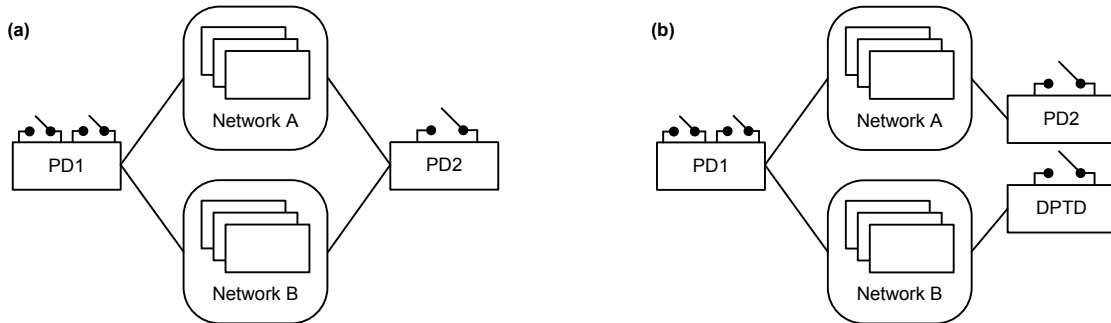 (a)
Network A
PD1
PD2
Network B
(b)
Network A
PD2
PD1
DPTD
Network B